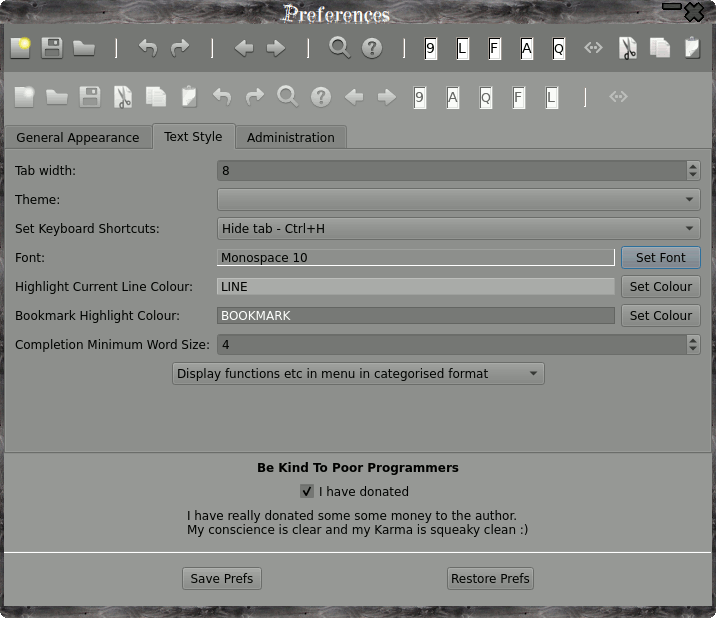 Preferences
9 L F A Q
9 A Q F L
General Appearance Text Style Administration
Tab width: 8
Theme:
Set Keyboard Shortcuts: Hide tab - Ctrl+H
Font: Monospace 10 Set Font
Highlight Current Line Colour: LINE Set Colour
Bookmark Highlight Colour: BOOKMARK Set Colour
Completion Minimum Word Size: 4
Display functions etc in menu in categorised format
Be Kind To Poor Programmers
I have donated
I have really donated some some money to the author.
My conscience is clear and my Karma is squeaky clean :)
Save Prefs Restore Prefs